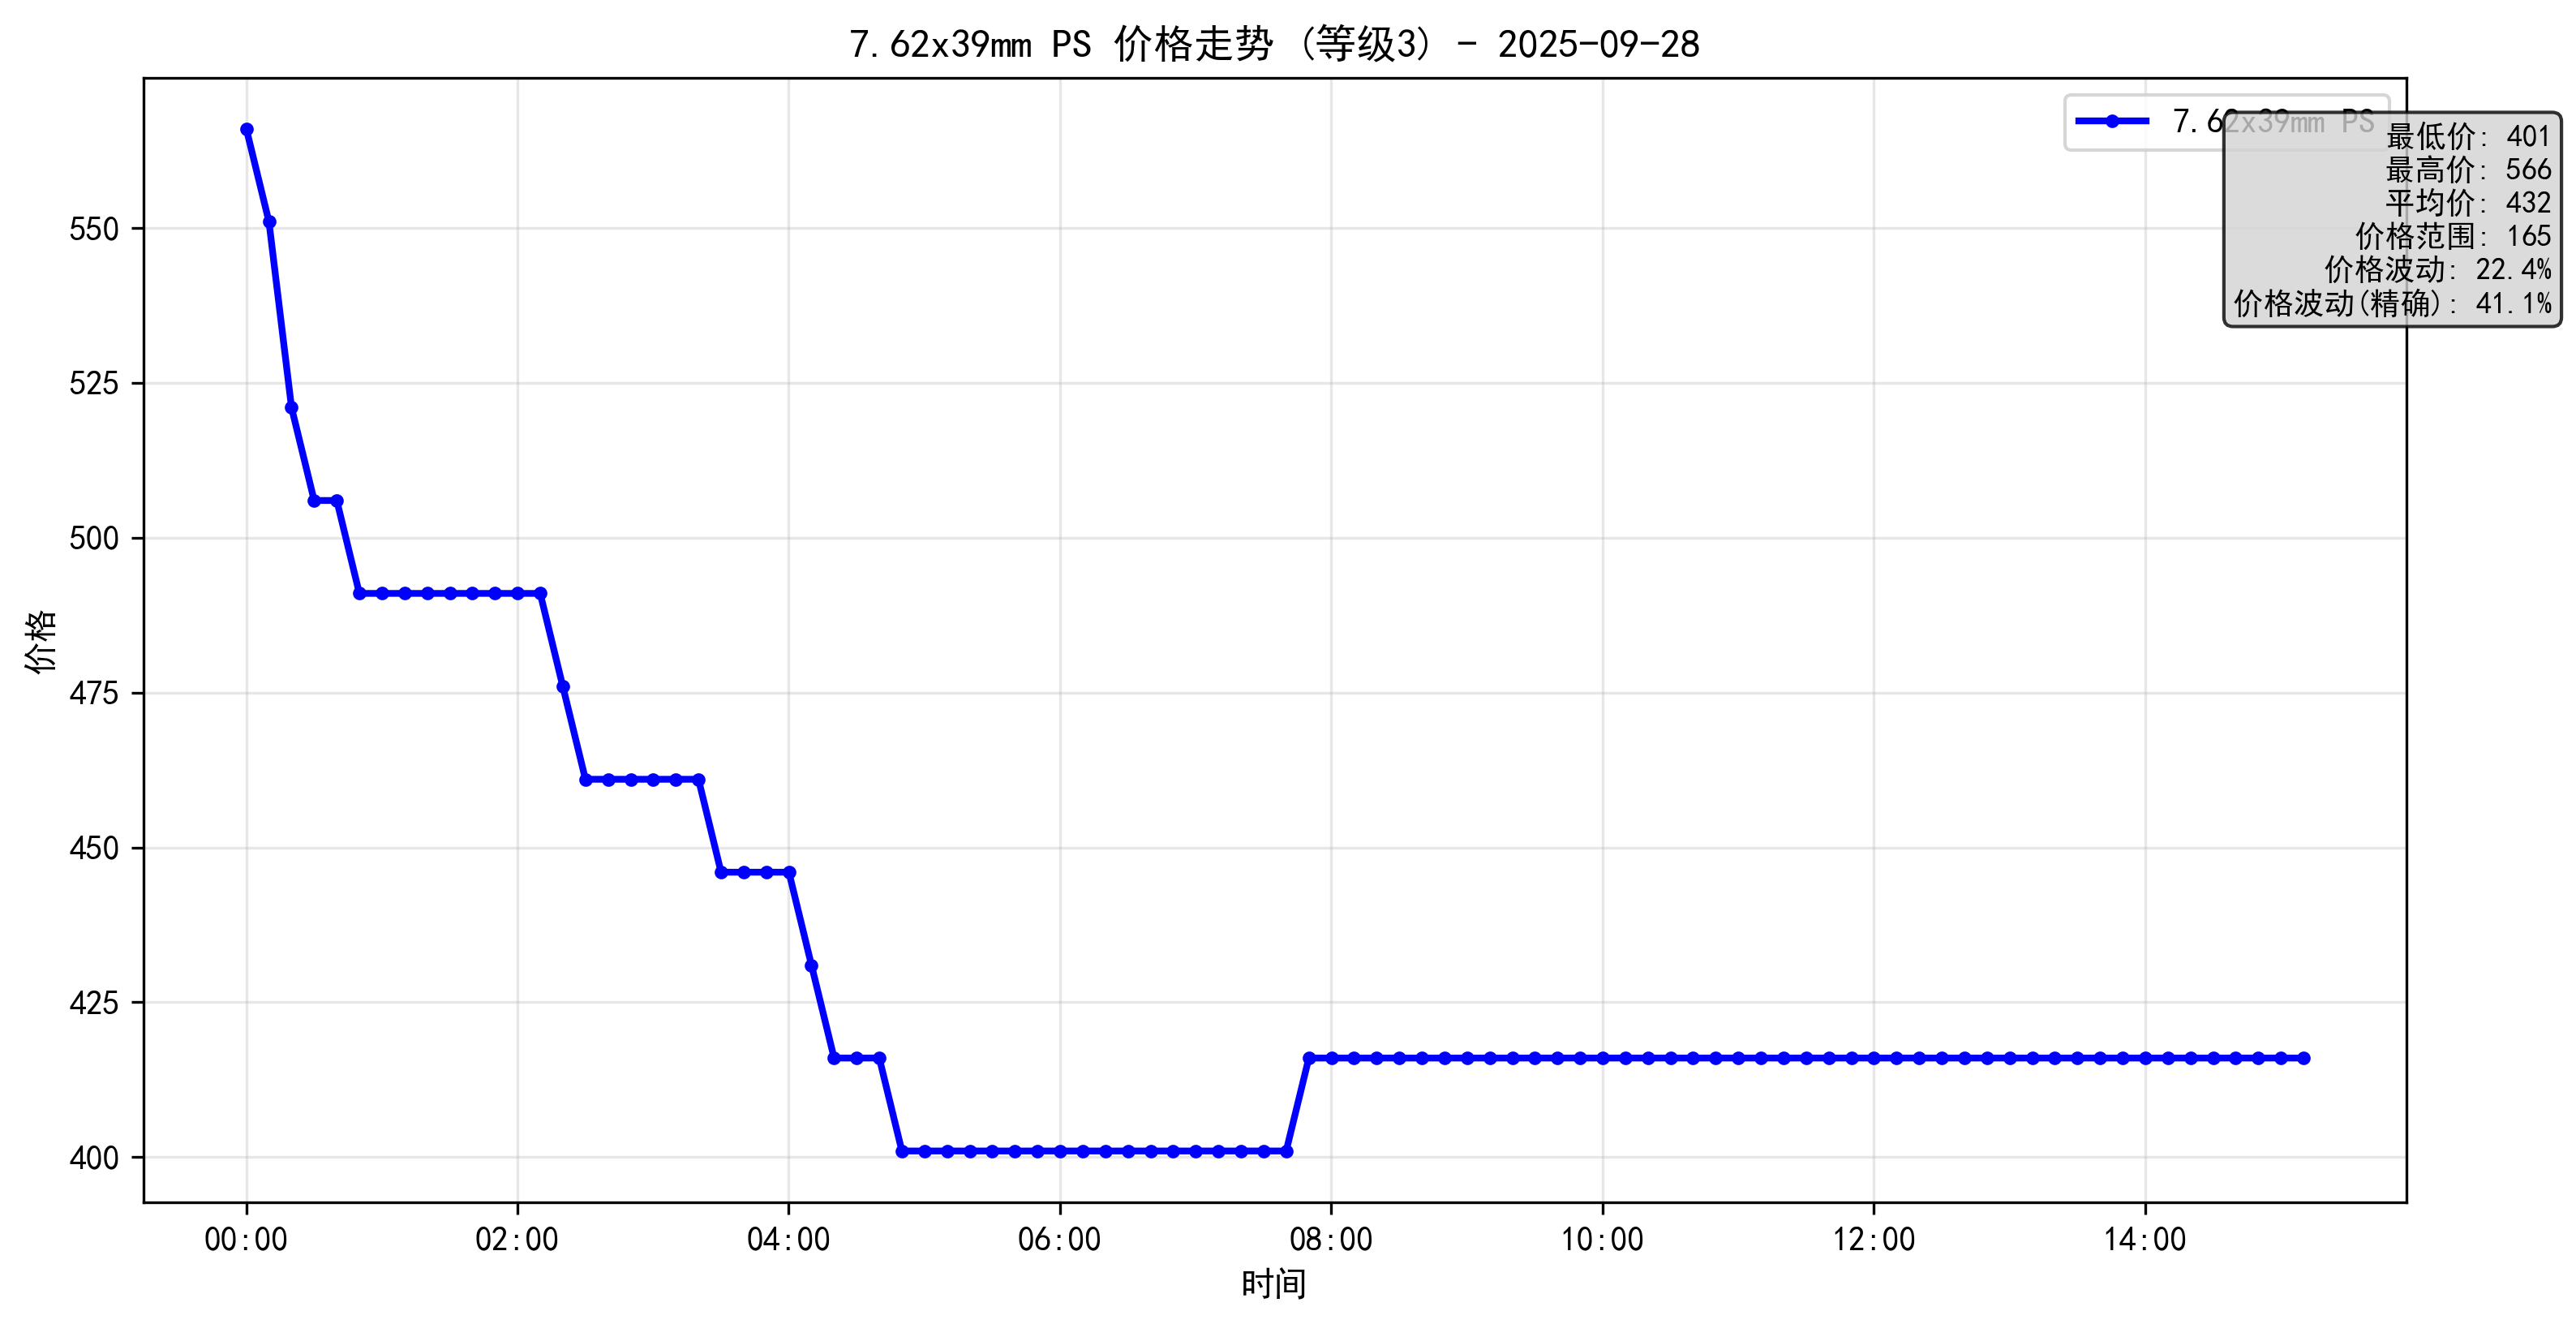 7.62x39mm PS 价格走势 (等级3) - 2025-09-28
7.62x39mm PS
最低价: 401
最高价: 566
平均价: 432
价格范围: 165
价格波动: 22.4%
价格波动(精确): 41.1%
价格
550
525
500
475
450
425
400
00:00 02:00 04:00 06:00 08:00 10:00 12:00 14:00
时间